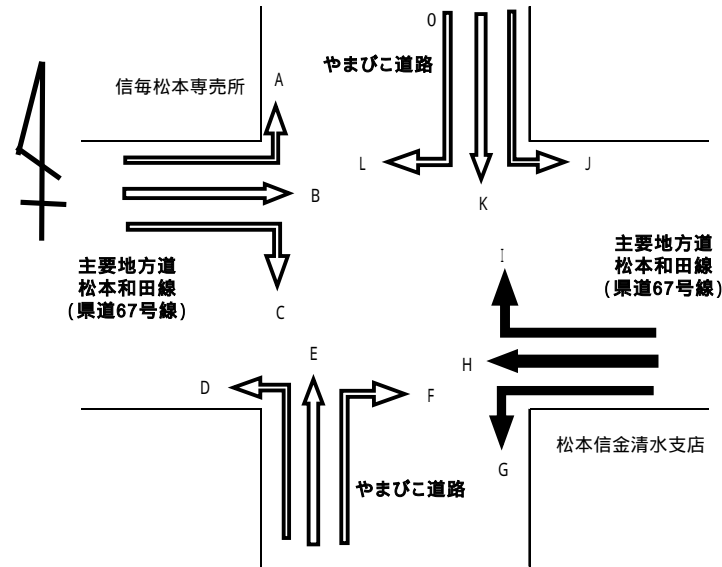 O
やまびこ道路
信毎松本専売所
A
L
J
B
K
主要地方道
松本和田線
(県道67号線)
主要地方道
松本和田線
(県道67号線)
I
C
E
H
D
F
松本信金清水支店
G
やまびこ道路